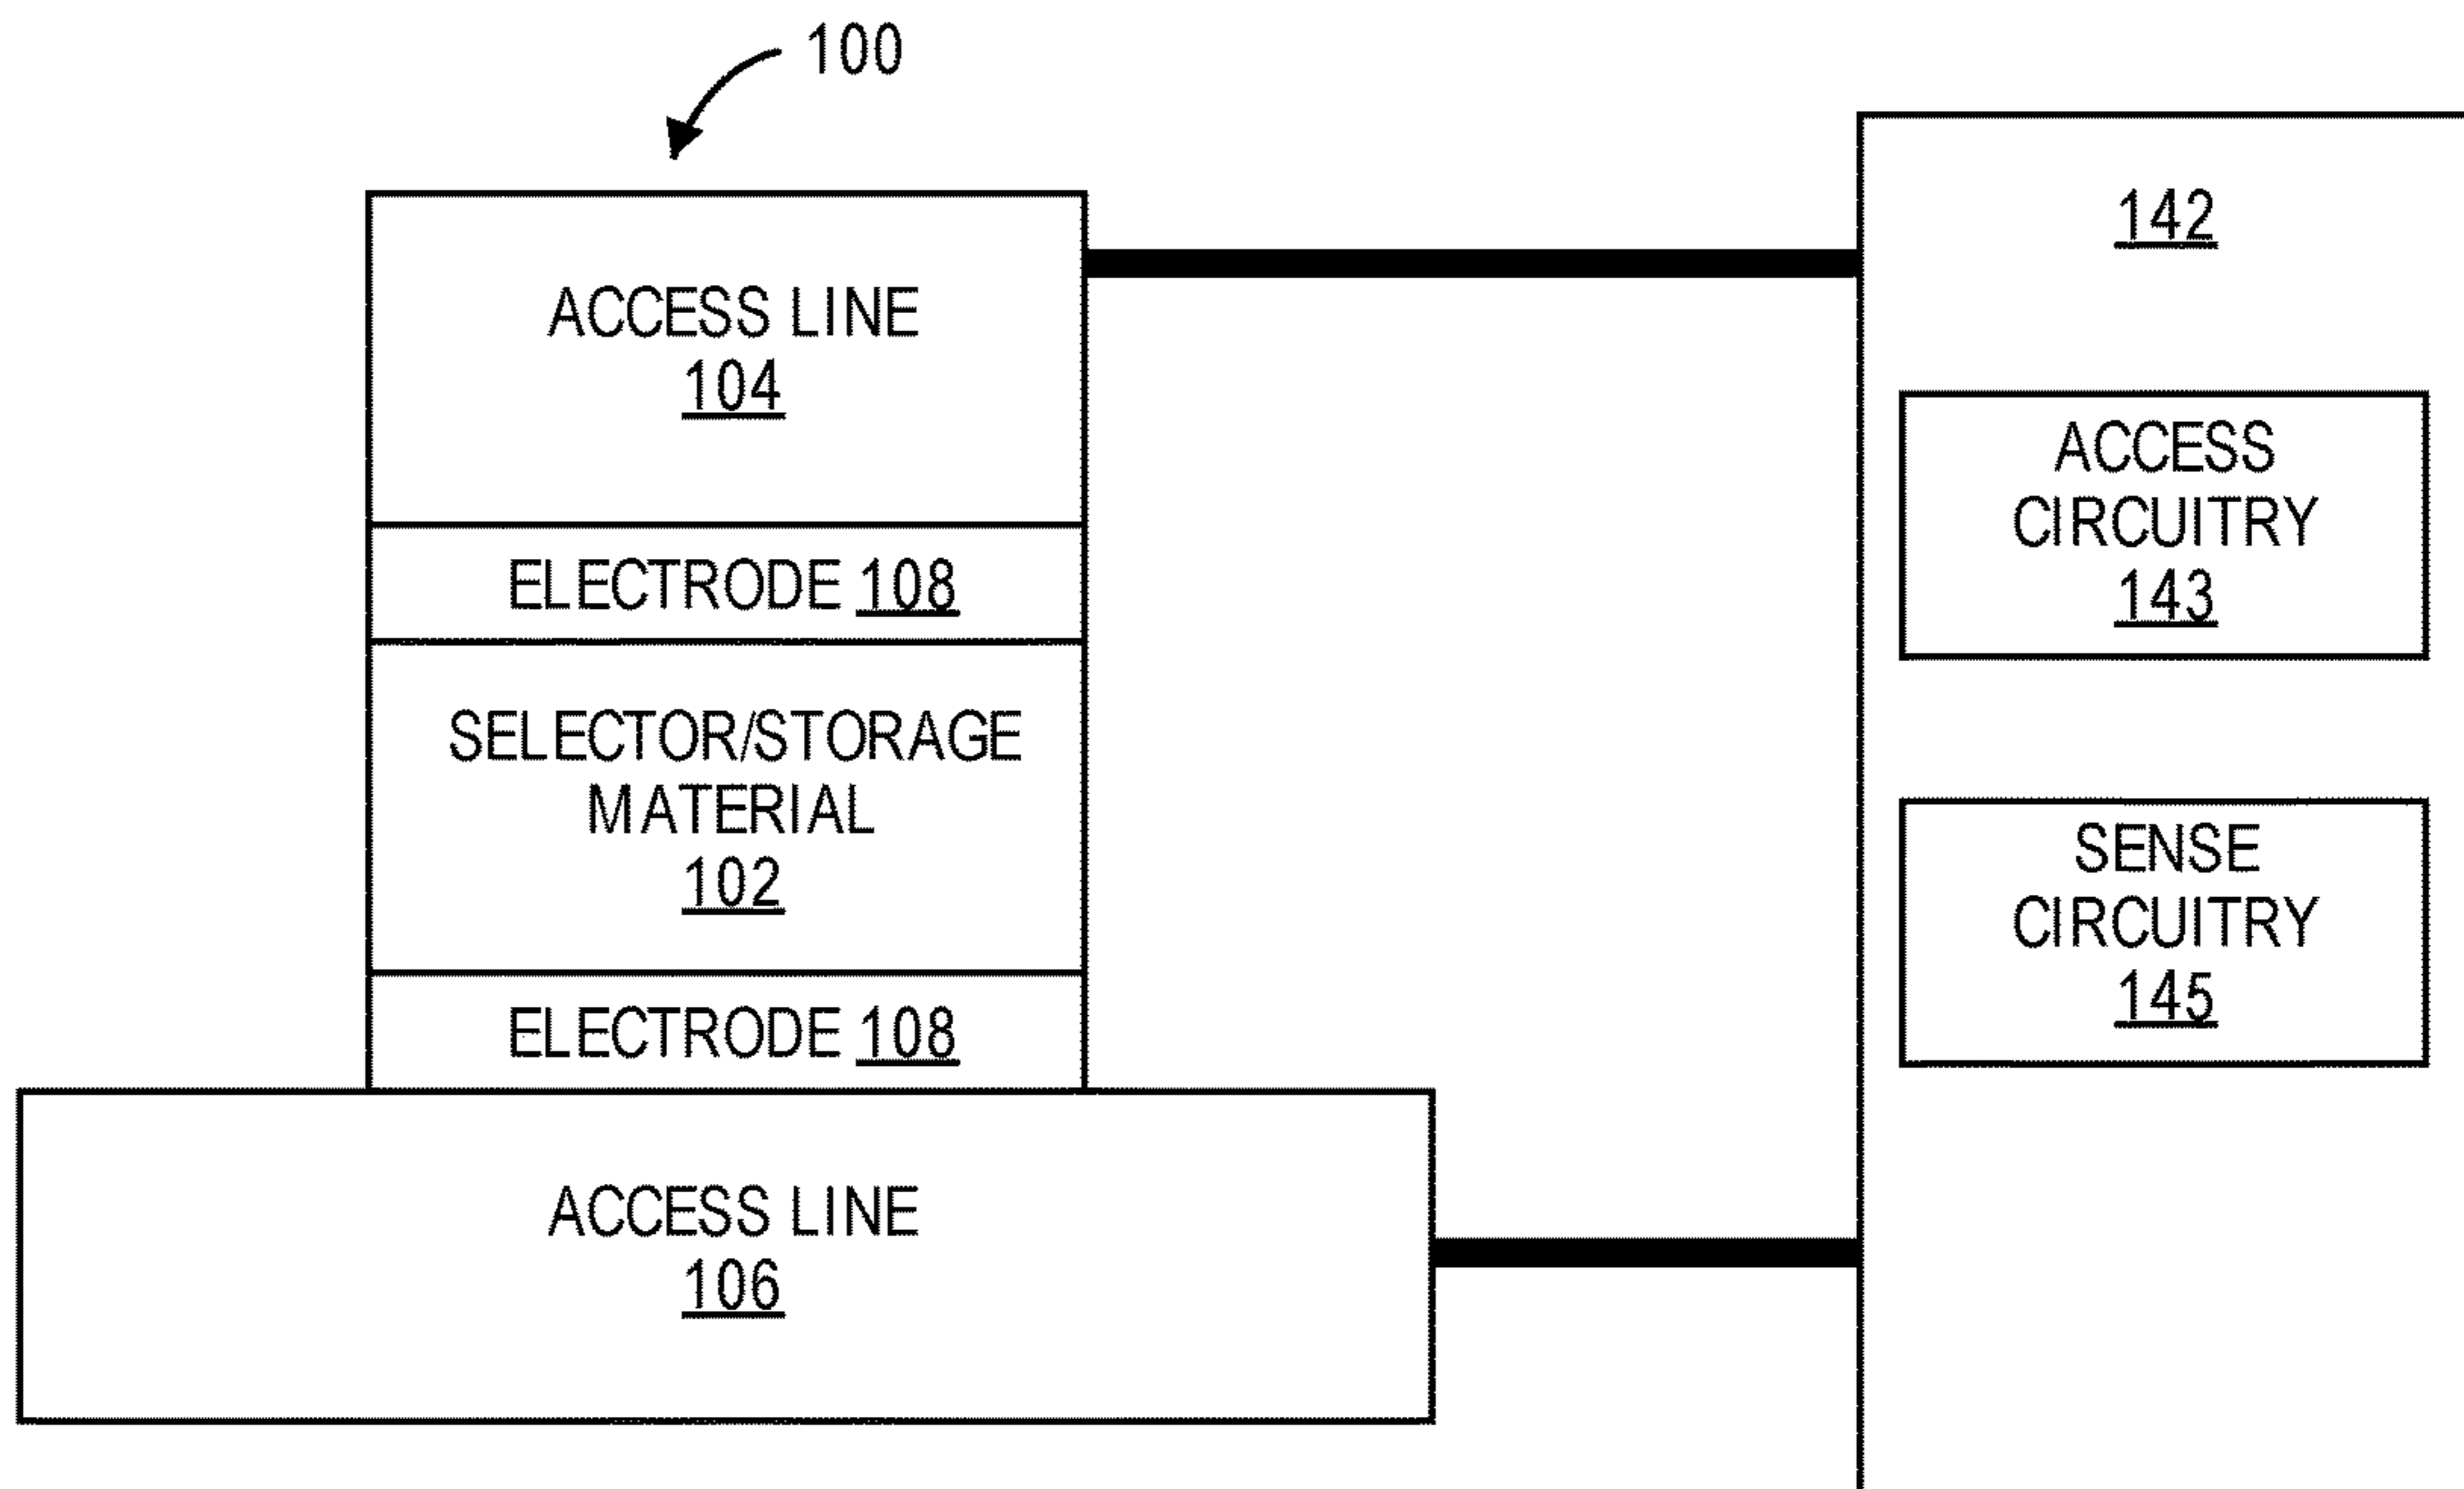 100
ACCESS LINE
104
ELECTRODE 108
SELECTOR/STORAGE
MATERIAL
102
ELECTRODE 108
ACCESS LINE
106
142
ACCESS
CIRCUITRY
143
SENSE
CIRCUITRY
145